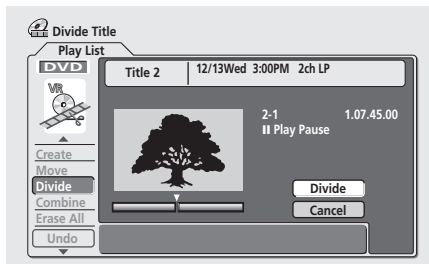 Divide Title
Play List
DVD
VR
Title 2
12/13Wed 3:00PM 2ch LP
2-1 1.07.45.00
Play Pause
Create
Move
Divide
Combine
Erase All
Undo
Divide
Cancel